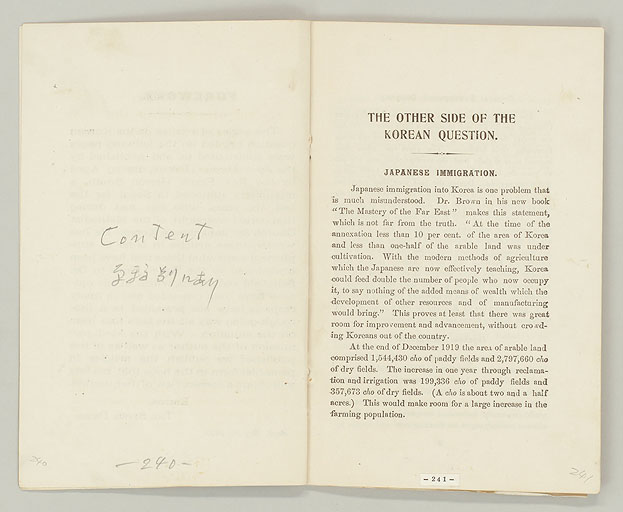 Content
別にあり
240
- 240 -
THE OTHER SIDE OF THE
KOREAN QUESTION.
JAPANESE IMMIGRATION.
Japanese immigration into Korea is one problem that
is much misunderstood. Dr. Brown in his new book
"The Mastery of the Far East" makes this statement,
which is not far from the truth. "At the time of the
annexation less than 10 per cent. of the area of Korea
and less than one-half of the arable land was under
cultivation. With the modern methods of agriculture
which the Japanese are now effectively teaching, Korea
could feed double the number of people who now occupy
it, to say nothing of the added means of wealth which the
development of other resources and of manufacturing
would bring." This proves at least that there was great
room for improvement and advancement, without crowd-
ing Koreans out of the country.
At the end of December 1919 the area of arable land
comprised 1,544,430 cho of paddy fields and 2,797,660 cho
of dry fields. The increase in one year through reclama-
tion and irrigation was 199,336 cho of paddy fields and
357,673 cho of dry fields. (A cho is about two and a half
acres.) This would make room for a large increase in the
farming population.
- 241 -
241